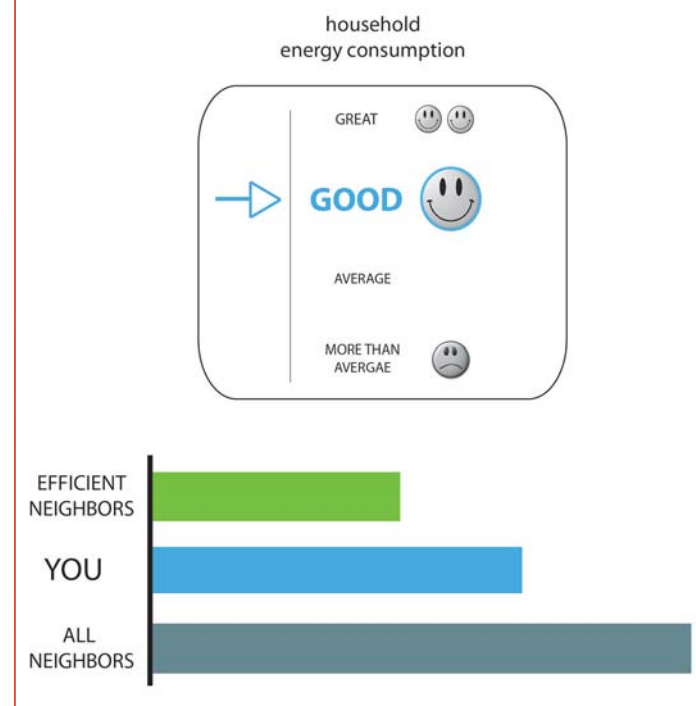 household
energy consumption
GREAT
GOOD
AVERAGE
MORE THAN
AVERGAE
EFFICIENT
NEIGHBORS
YOU
ALL
NEIGHBORS